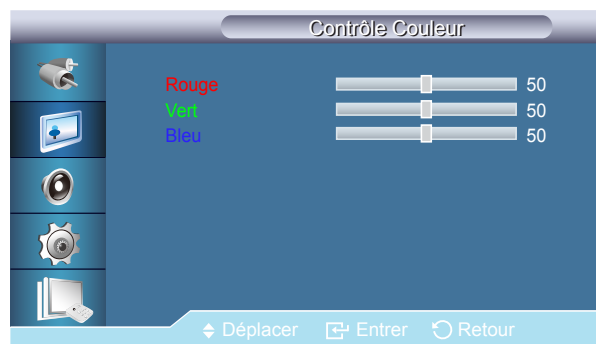 Contrôle Couleur
Rouge 50
Vert 50
Bleu 50
Déplacer Entrer Retour